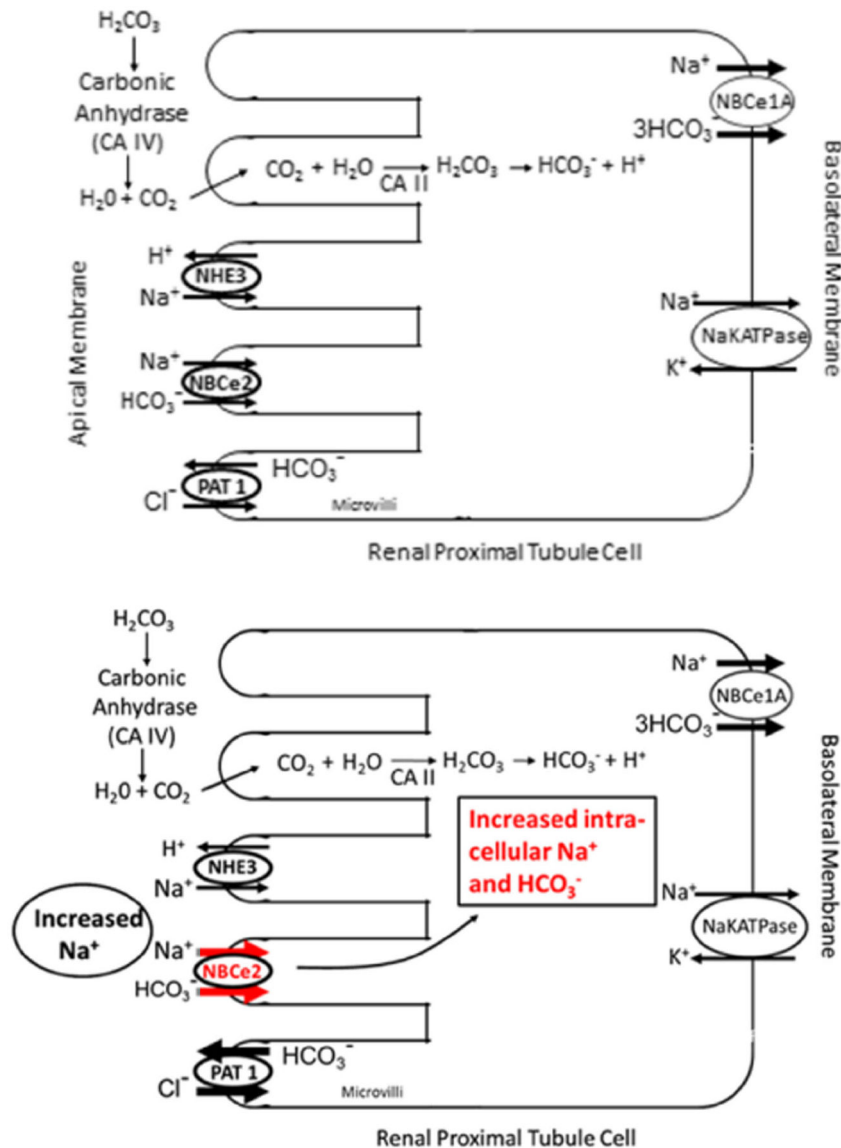 H₂CO₃
Carbonic
Anhydrase
(CA IV)
H₂0 + CO₂
CO₂ + H₂O → H₂CO₃ → HCO₃⁻ + H⁺
CA II
Na⁺
NBCe1A
3HCO₃⁻
Basolateral Membrane
Apical Membrane
H⁺
NHE3
Na⁺
Na⁺
NBCe2
HCO₃⁻
HCO₃⁻
PAT 1
Cl⁻
Microvilli
Na⁺
NaKATPase
K⁺
Renal Proximal Tubule Cell
H₂CO₃
Carbonic
Anhydrase
(CA IV)
H₂0 + CO₂
CO₂ + H₂O → H₂CO₃ → HCO₃⁻ + H⁺
CA II
Na⁺
NBCe1A
3HCO₃⁻
Basolateral Membrane
Increased intra-
cellular Na⁺
and HCO₃⁻
H⁺
NHE3
Na⁺
Increased
Na⁺
Na⁺
NBCe2
HCO₃⁻
HCO₃⁻
PAT 1
Cl⁻
Microvilli
Na⁺
NaKATPase
K⁺
Renal Proximal Tubule Cell